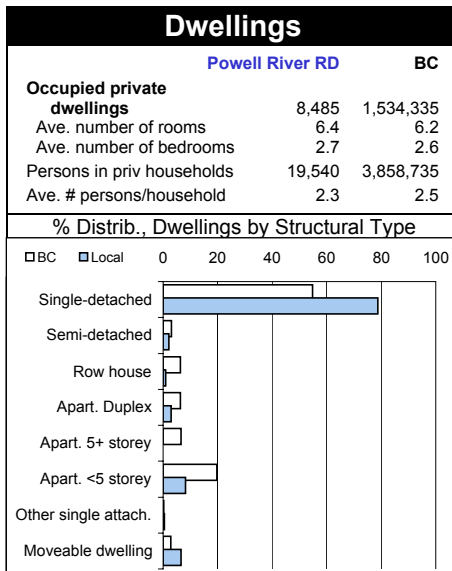 Dwellings
Powell River RD BC
Occupied private
dwellings 8,485 1,534,335
Ave. number of rooms 6.4 6.2
Ave. number of bedrooms 2.7 2.6
Persons in priv households 19,540 3,858,735
Ave. # persons/household 2.3 2.5
% Distrib., Dwellings by Structural Type
BC Local 0 20 40 60 80 100
Single-detached
Semi-detached
Row house
Apart. Duplex
Apart. 5+ storey
Apart. <5 storey
Other single attach.
Moveable dwelling